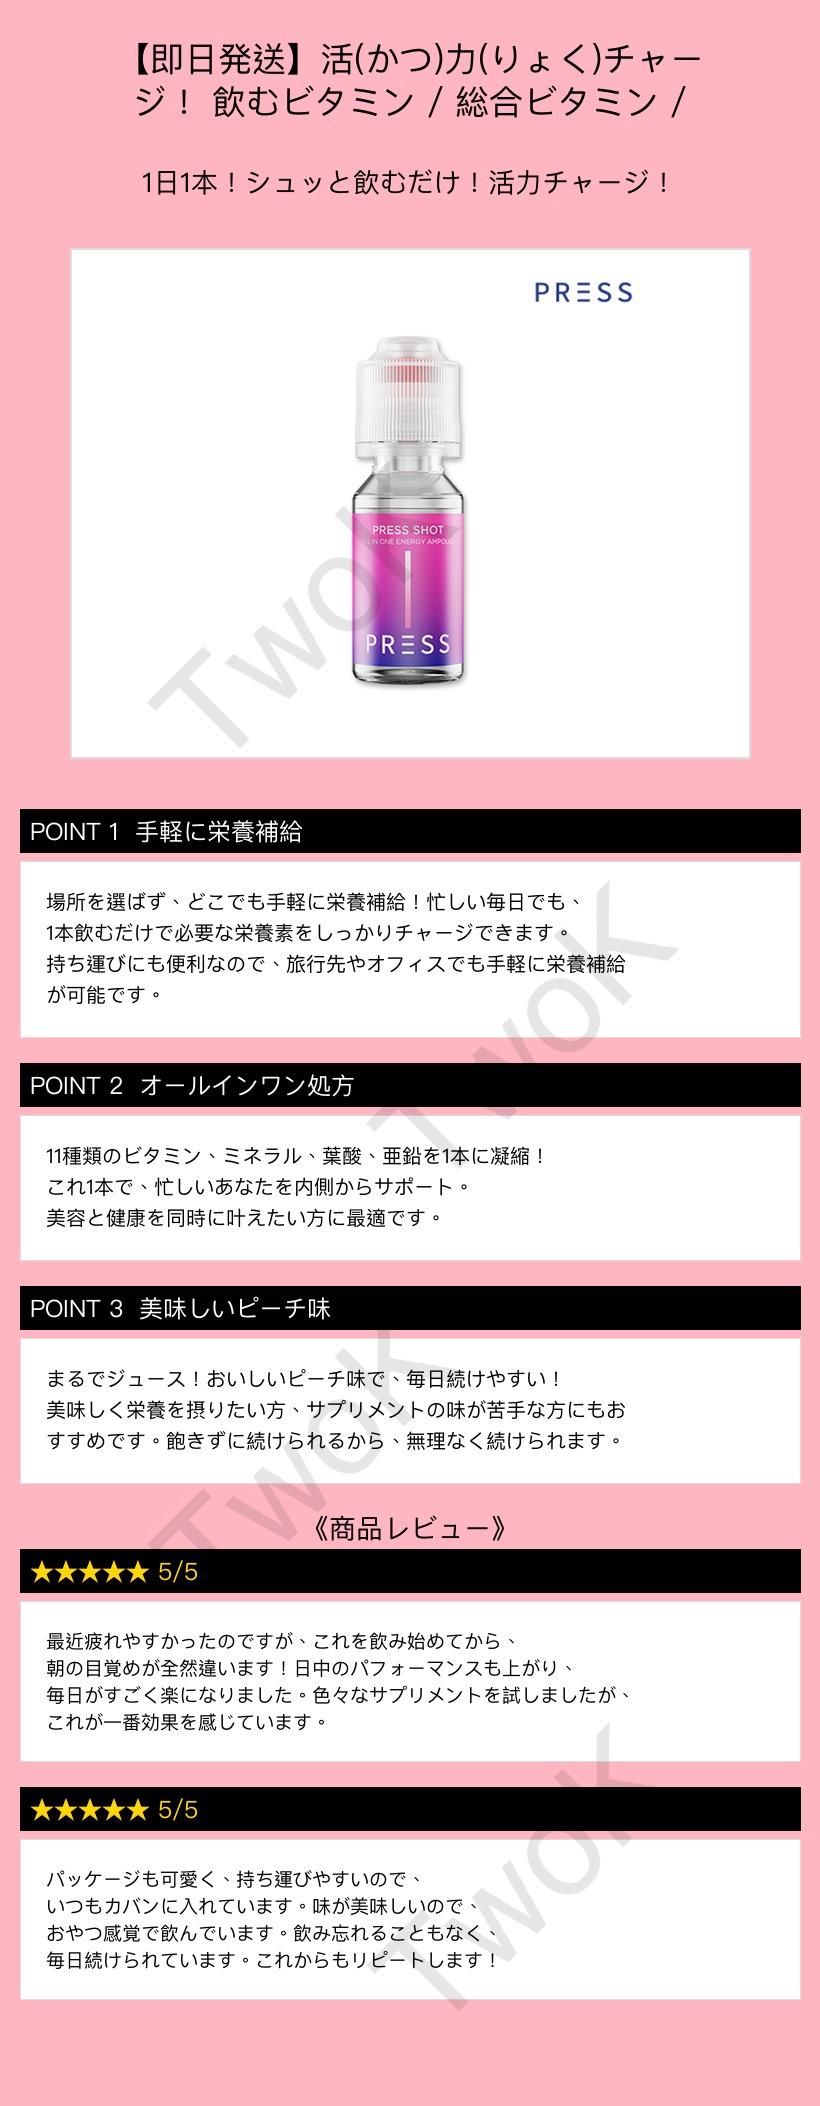 【即日発送】活(かつ)力(りょく)チャー
ジ！ 飲むビタミン / 総合ビタミン /
1日1本！シュッと飲むだけ！活力チャージ！
PRESS
PRESS SHOT
ALL IN ONE ENERGY AMPOULE
PRESS
TwoK
POINT 1 手軽に栄養補給
場所を選ばず、どこでも手軽に栄養補給！忙しい毎日でも、
1本飲むだけで必要な栄養素をしっかりチャージできます。
持ち運びにも便利なので、旅行先やオフィスでも手軽に栄養補給
が可能です。
TwoK
POINT 2 オールインワン処方
11種類のビタミン、ミネラル、葉酸、亜鉛を1本に凝縮！
これ1本で、忙しいあなたを内側からサポート。
美容と健康を同時に叶えたい方に最適です。
POINT 3 美味しいピーチ味
まるでジュース！おいしいピーチ味で、毎日続けやすい！
美味しく栄養を摂りたい方、サプリメントの味が苦手な方にもお
すすめです。飽きずに続けられるから、無理なく続けられます。
TwoK
《商品レビュー》
★★★★★ 5/5
最近疲れやすかったのですが、これを飲み始めてから、
朝の目覚めが全然違います！日中のパフォーマンスも上がり、
毎日がすごく楽になりました。色々なサプリメントを試しましたが、
これが一番効果を感じています。
★★★★★ 5/5
パッケージも可愛く、持ち運びやすいので、
いつもカバンに入れています。味が美味しいので、
おやつ感覚で飲んでいます。飲み忘れることもなく、
毎日続けられています。これからもリピートします！
TwoK